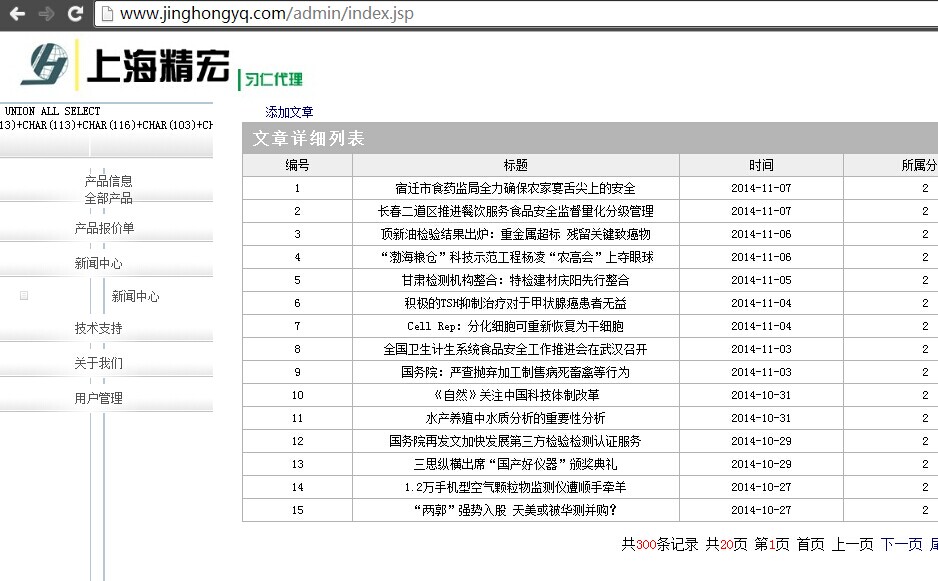 www.jinghongyq.com/admin/index.jsp
上海精宏
习仁代理
UNION ALL SELECT
13)+CHAR(113)+CHAR(116)+CHAR(103)+CH
产品信息
全部产品
产品报价单
新闻中心
新闻中心
技术支持
关于我们
用户管理
添加文章
文章详细列表
编号 标题 时间 所属分
1 宿迁市食药监局全力确保农家宴舌尖上的安全 2014-11-07 2
2 长春二道区推进餐饮服务食品安全监督量化分级管理 2014-11-07 2
3 顶新油检验结果出炉：重金属超标 残留关键致癌物 2014-11-06 2
4 “渤海粮仓”科技示范工程杨凌“农高会”上夺眼球 2014-11-06 2
5 甘肃检测机构整合：特检建材庆阳先行整合 2014-11-05 2
6 积极的TSH抑制治疗对于甲状腺癌患者无益 2014-11-04 2
7 Cell Rep：分化细胞可重新恢复为干细胞 2014-11-04 2
8 全国卫生计生系统食品安全工作推进会在武汉召开 2014-11-03 2
9 国务院：严查抛弃加工制售病死畜禽等行为 2014-11-03 2
10 《自然》关注中国科技体制改革 2014-10-31 2
11 水产养殖中水质分析的重要性分析 2014-10-31 2
12 国务院再发文加快发展第三方检验检测认证服务 2014-10-29 2
13 三思纵横出席“国产好仪器”颁奖典礼 2014-10-29 2
14 1.2万手机型空气颗粒物监测仪遭顺手牵羊 2014-10-27 2
15 “两郭”强势入股 天美或被华测并购？ 2014-10-27 2
共300条记录 共20页 第1页 首页 上一页 下一页